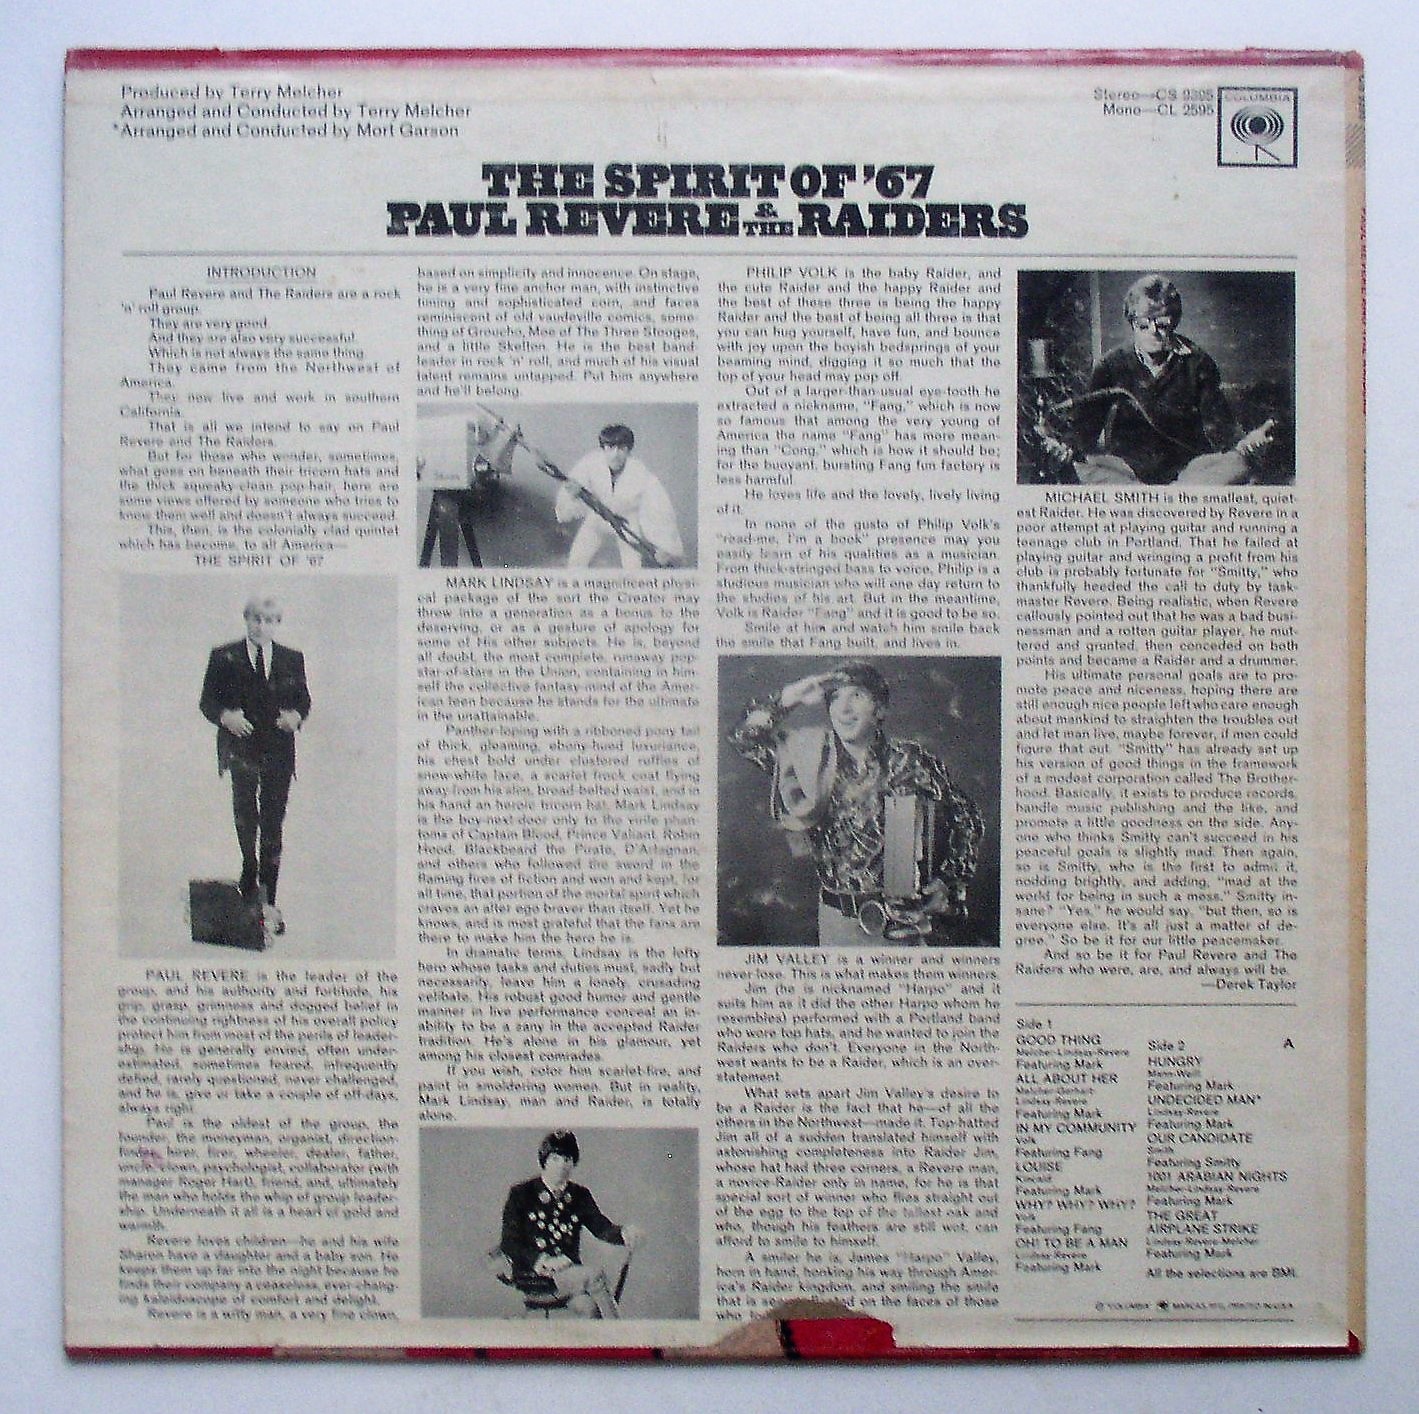 Produced by Terry Melcher
Arranged and Conducted by Terry Melcher
*Arranged and Conducted by Mort Garson
Stereo—CS 9395
Mono—CL 2595
COLUMBIA
THE SPIRIT OF '67
PAUL REVERE & THE RAIDERS
INTRODUCTION
Paul Revere and The Raiders are a rock
'n' roll group.
They are very good.
And they are also very successful.
Which is not always the same thing.
They came from the Northwest of
America.
They now live and work in southern
California.
That is all we intend to say on Paul
Revere and The Raiders.
But for those who wonder, sometimes,
what goes on beneath their tricorn hats and
the thick squeaky-clean pop-hair, here are
some views offered by someone who tries to
know them well and doesn't always succeed.
This, then, is the colonially clad quintet
which has become, to all America—
THE SPIRIT OF '67
PAUL REVERE is the leader of the
group, and his authority and fortitude, his
grip, grasp, grimness and dogged belief in
the continuing rightness of his overall policy
protect him from most of the perils of leader-
ship. He is generally envied, often under-
estimated, sometimes feared, infrequently
defied, rarely questioned, never challenged,
and he is, give or take a couple of off-days,
always right.
Paul is the oldest of the group, the
founder, the moneyman, organist, direction-
finder, hirer, firer, wheeler, dealer, father,
uncle, clown, psychologist, collaborator (with
manager Roger Hart), friend, and, ultimately
the man who holds the whip of group leader-
ship. Underneath it all is a heart of gold and
warmth.
Revere loves children—he and his wife
Sharon have a daughter and a baby son. He
keeps them up far into the night because he
finds their company a ceaseless, ever-chang-
ing kaleidoscope of comfort and delight.
Revere is a witty man, a very fine clown,
based on simplicity and innocence. On stage,
he is a very fine anchor man, with instinctive
timing and sophisticated corn, and faces
reminiscent of old vaudeville comics, some-
thing of Groucho, Moe of The Three Stooges,
and a little Skelton. He is the best band-
leader in rock 'n' roll, and much of his visual
talent remains untapped. Put him anywhere
and he'll belong.
MARK LINDSAY is a magnificent physi-
cal package of the sort the Creator may
throw into a generation as a bonus to the
deserving, or as a gesture of apology for
some of His other subjects. He is, beyond
all doubt, the most complete, runaway pop-
star-of-stars in the Union, containing in him-
self the collective fantasy-mind of the Amer-
ican teen because he stands for the ultimate
in the unattainable.
Panther-loping with a ribboned pony tail
of thick, gleaming, ebony-hued luxuriance,
his chest bold under clustered ruffles of
snow-white lace, a scarlet frock coat flying
away from his slim, broad-belted waist, and in
his hand an heroic tricorn hat, Mark Lindsay
is the boy-next-door only to the virile phan-
toms of Captain Blood, Prince Valiant, Robin
Hood, Blackbeard the Pirate, D'Artagnan,
and others who followed the sword in the
flaming fires of fiction and won and kept, for
all time, that portion of the mortal spirit which
craves an alter ego braver than itself. Yet he
knows, and is most grateful that the fans are
there to make him the hero he is.
In dramatic terms, Lindsay is the lofty
hero whose tasks and duties must, sadly but
necessarily, leave him a lonely, crusading
celibate. His robust good humor and gentle
manner in live performance conceal an in-
ability to be a zany in the accepted Raider
tradition. He's alone in his glamour, yet
among his closest comrades.
If you wish, color him scarlet-fire, and
paint in smoldering women. But in reality,
Mark Lindsay, man and Raider, is totally
alone.
PHILIP VOLK is the baby Raider, and
the cute Raider and the happy Raider and
the best of these three is being the happy
Raider and the best of being all three is that
you can hug yourself, have fun, and bounce
with joy upon the boyish bedsprings of your
beaming mind, digging it so much that the
top of your head may pop off.
Out of a larger-than-usual eye-tooth he
extracted a nickname, "Fang," which is now
so famous that among the very young of
America the name "Fang" has more mean-
ing than "Cong," which is how it should be;
for the buoyant, bursting Fang fun factory is
less harmful.
He loves life and the lovely, lively living
of it.
In none of the gusto of Philip Volk's
"read-me, I'm a book" presence may you
easily learn of his qualities as a musician.
From thick-stringed bass to voice, Philip is a
studious musician who will one day return to
the studies of his art. But in the meantime,
Volk is Raider "Fang" and it is good to be so.
Smile at him and watch him smile back
the smile that Fang built, and lives in.
JIM VALLEY is a winner and winners
never lose. This is what makes them winners.
Jim (he is nicknamed "Harpo" and it
suits him as it did the other Harpo whom he
resembles) performed with a Portland band
who wore top hats, and he wanted to join the
Raiders who don't. Everyone in the North-
west wants to be a Raider, which is an over-
statement.
What sets apart Jim Valley's desire to
be a Raider is the fact that he—of all the
others in the Northwest—made it. Top-hatted
Jim all of a sudden translated himself with
astonishing completeness into Raider Jim,
whose hat had three corners, a Revere man,
a novice-Raider only in name, for he is that
special sort of winner who flies straight out
of the egg to the top of the tallest oak and
who, though his feathers are still wet, can
afford to smile to himself.
A smiler he is, James "Harpo" Valley,
horn in hand, honking his way through Amer-
ica's Raider kingdom, and smiling the smile
that is on the faces of those
who
MICHAEL SMITH is the smallest, quiet-
est Raider. He was discovered by Revere in a
poor attempt at playing guitar and running a
teenage club in Portland. That he failed at
playing guitar and wringing a profit from his
club is probably fortunate for "Smitty," who
thankfully heeded the call to duty by task-
master Revere. Being realistic, when Revere
callously pointed out that he was a bad busi-
nessman and a rotten guitar player, he mut-
tered and grunted, then conceded on both
points and became a Raider and a drummer.
His ultimate personal goals are to pro-
mote peace and niceness, hoping there are
still enough nice people left who care enough
about mankind to straighten the troubles out
and let man live, maybe forever, if men could
figure that out. "Smitty" has already set up
his version of good things in the framework
of a modest corporation called The Brother-
hood. Basically, it exists to produce records,
handle music publishing and the like, and
promote a little goodness on the side. Any-
one who thinks Smitty can't succeed in his
peaceful goals is slightly mad. Then again,
so is Smitty, who is the first to admit it,
nodding brightly, and adding, "mad at the
world for being in such a mess." Smitty in-
sane? "Yes," he would say, "but then, so is
everyone else. It's all just a matter of de-
gree." So be it for our little peacemaker.
And so be it for Paul Revere and The
Raiders who were, are, and always will be.
—Derek Taylor
Side 1
GOOD THING
Melcher-Lindsay-Revere
Featuring Mark
ALL ABOUT HER
Melcher-Gerhart-
Lindsay-Revere
Featuring Mark
IN MY COMMUNITY
Volk
Featuring Fang
LOUISE
Kincaid
Featuring Mark
WHY? WHY? WHY?
Volk
Featuring Fang
OH! TO BE A MAN
Lindsay-Revere
Featuring Mark
Side 2
A
HUNGRY
Mann-Weill
Featuring Mark
UNDECIDED MAN*
Lindsay-Revere
Featuring Mark
OUR CANDIDATE
Smith
Featuring Smitty
1001 ARABIAN NIGHTS
Melcher-Lindsay-Revere
Featuring Mark
THE GREAT
AIRPLANE STRIKE
Lindsay-Revere-Melcher
Featuring Mark
All the selections are BMI.
"COLUMBIA" MARCAS REG. PRINTED IN U.S.A.